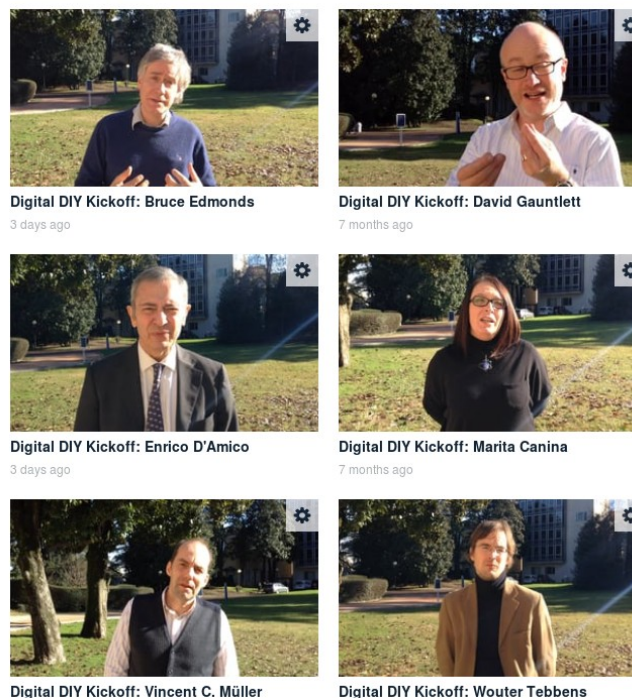 Digital DIY Kickoff: Bruce Edmonds
3 days ago
Digital DIY Kickoff: David Gauntlett
7 months ago
Digital DIY Kickoff: Enrico D'Amico
3 days ago
Digital DIY Kickoff: Marita Canina
7 months ago
Digital DIY Kickoff: Vincent C. Müller
Digital DIY Kickoff: Wouter Tebbens